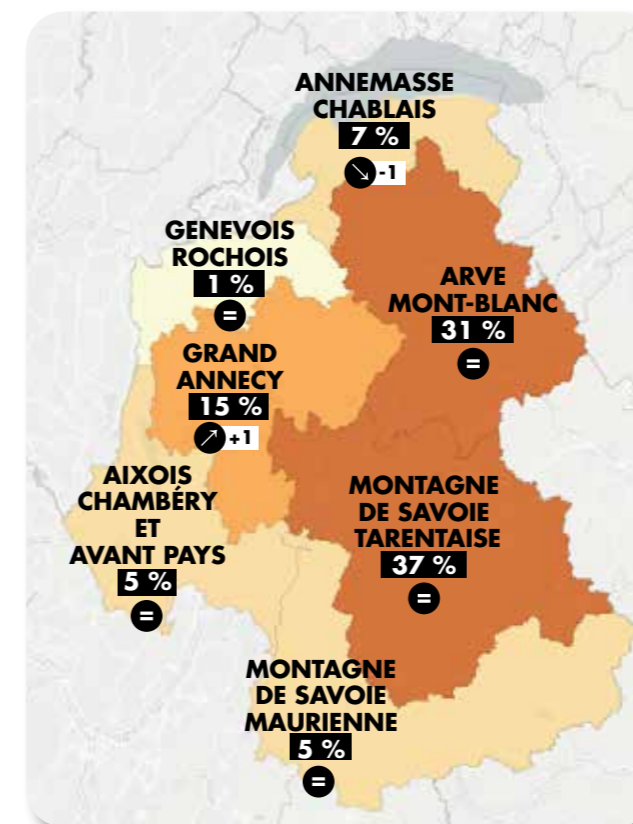 ANNEMASSE
CHABLAIS
7 %
↘ -1
GENEVOIS
ROCHOIS
1 %
=
ARVE
MONT-BLANC
31 %
=
GRAND
ANNECY
15 %
↗ +1
AIXOIS
CHAMBÉRY
ET
AVANT PAYS
5 %
=
MONTAGNE
DE SAVOIE
TARENTAISE
37 %
=
MONTAGNE
DE SAVOIE
MAURIENNE
5 %
=